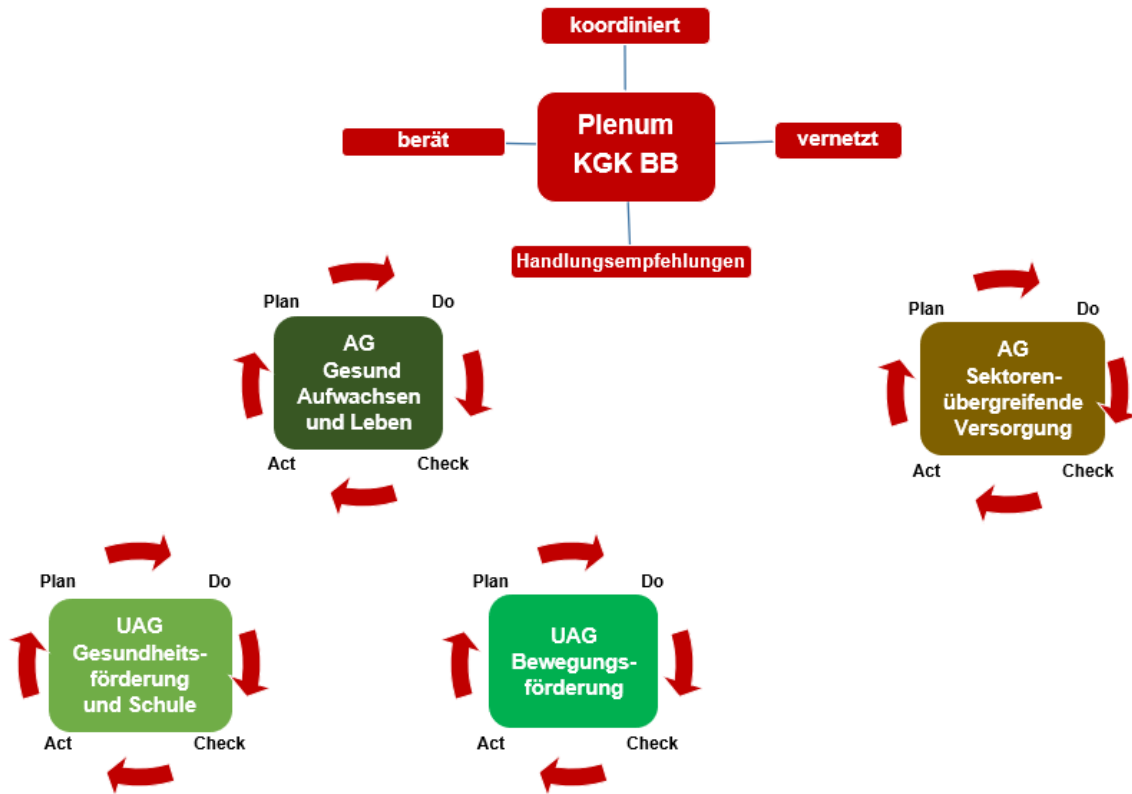 koordiniert
Plenum
KGK BB
berät
vernetzt
Handlungsempfehlungen
Plan
Do
AG
Gesund
Aufwachsen
und Leben
Act
Check
Plan
Do
AG
Sektoren-
übergreifende
Versorgung
Act
Check
Plan
Do
UAG
Gesundheits-
förderung
und Schule
Act
Check
Plan
Do
UAG
Bewegungs-
förderung
Act
Check